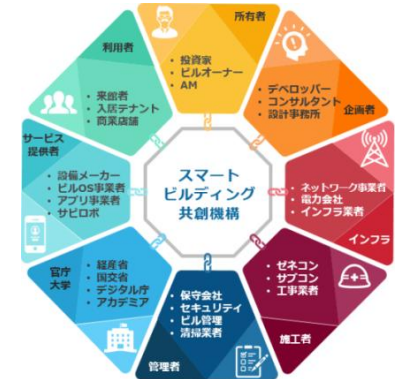 所有者
・投資家
・ビルオーナー
・AM
利用者
・来館者
・入居テナント
・商業店舗
企画者
・デベロッパー
・コンサルタント
・設計事務所
サービス
提供者
・設備メーカー
・ビルOS事業者
・アプリ事業者
・サビロボ
スマート
ビルディング
共創機構
・ネットワーク事業者
・電力会社
・インフラ業者
インフラ
官庁
大学
・経産省
・国交省
・デジタル庁
・アカデミア
・ゼネコン
・サブコン
・工事業者
施工者
・保守会社
・セキュリティ
・ビル管理
・清掃業者
管理者